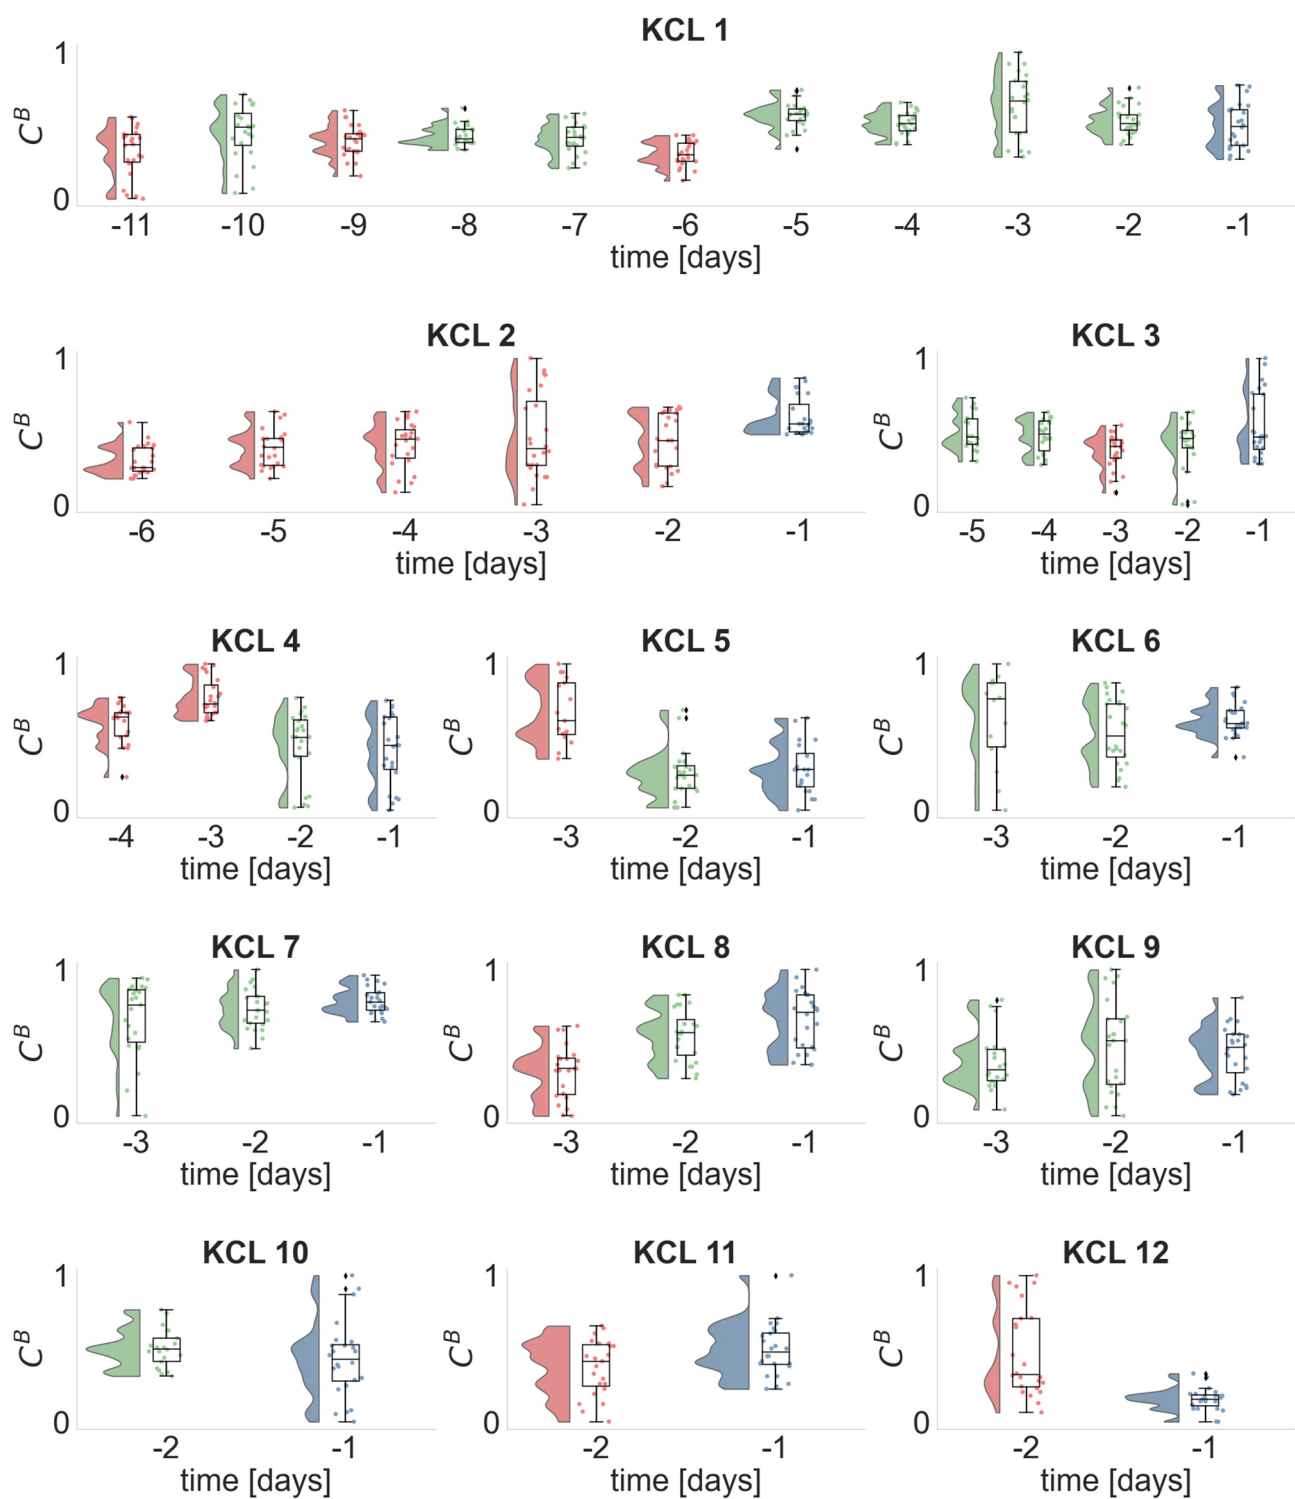 KCL 1
1
C^B
0
-11 -10 -9 -8 -7 -6 -5 -4 -3 -2 -1
time [days]
KCL 2
1
C^B
0
-6 -5 -4 -3 -2 -1
time [days]
KCL 3
1
C^B
0
-5 -4 -3 -2 -1
time [days]
KCL 4
1
C^B
0
-4 -3 -2 -1
time [days]
KCL 5
1
C^B
0
-3 -2 -1
time [days]
KCL 6
1
C^B
0
-3 -2 -1
time [days]
KCL 7
1
C^B
0
-3 -2 -1
time [days]
KCL 8
1
C^B
0
-3 -2 -1
time [days]
KCL 9
1
C^B
0
-3 -2 -1
time [days]
KCL 10
1
C^B
0
-2 -1
time [days]
KCL 11
1
C^B
0
-2 -1
time [days]
KCL 12
1
C^B
0
-2 -1
time [days]